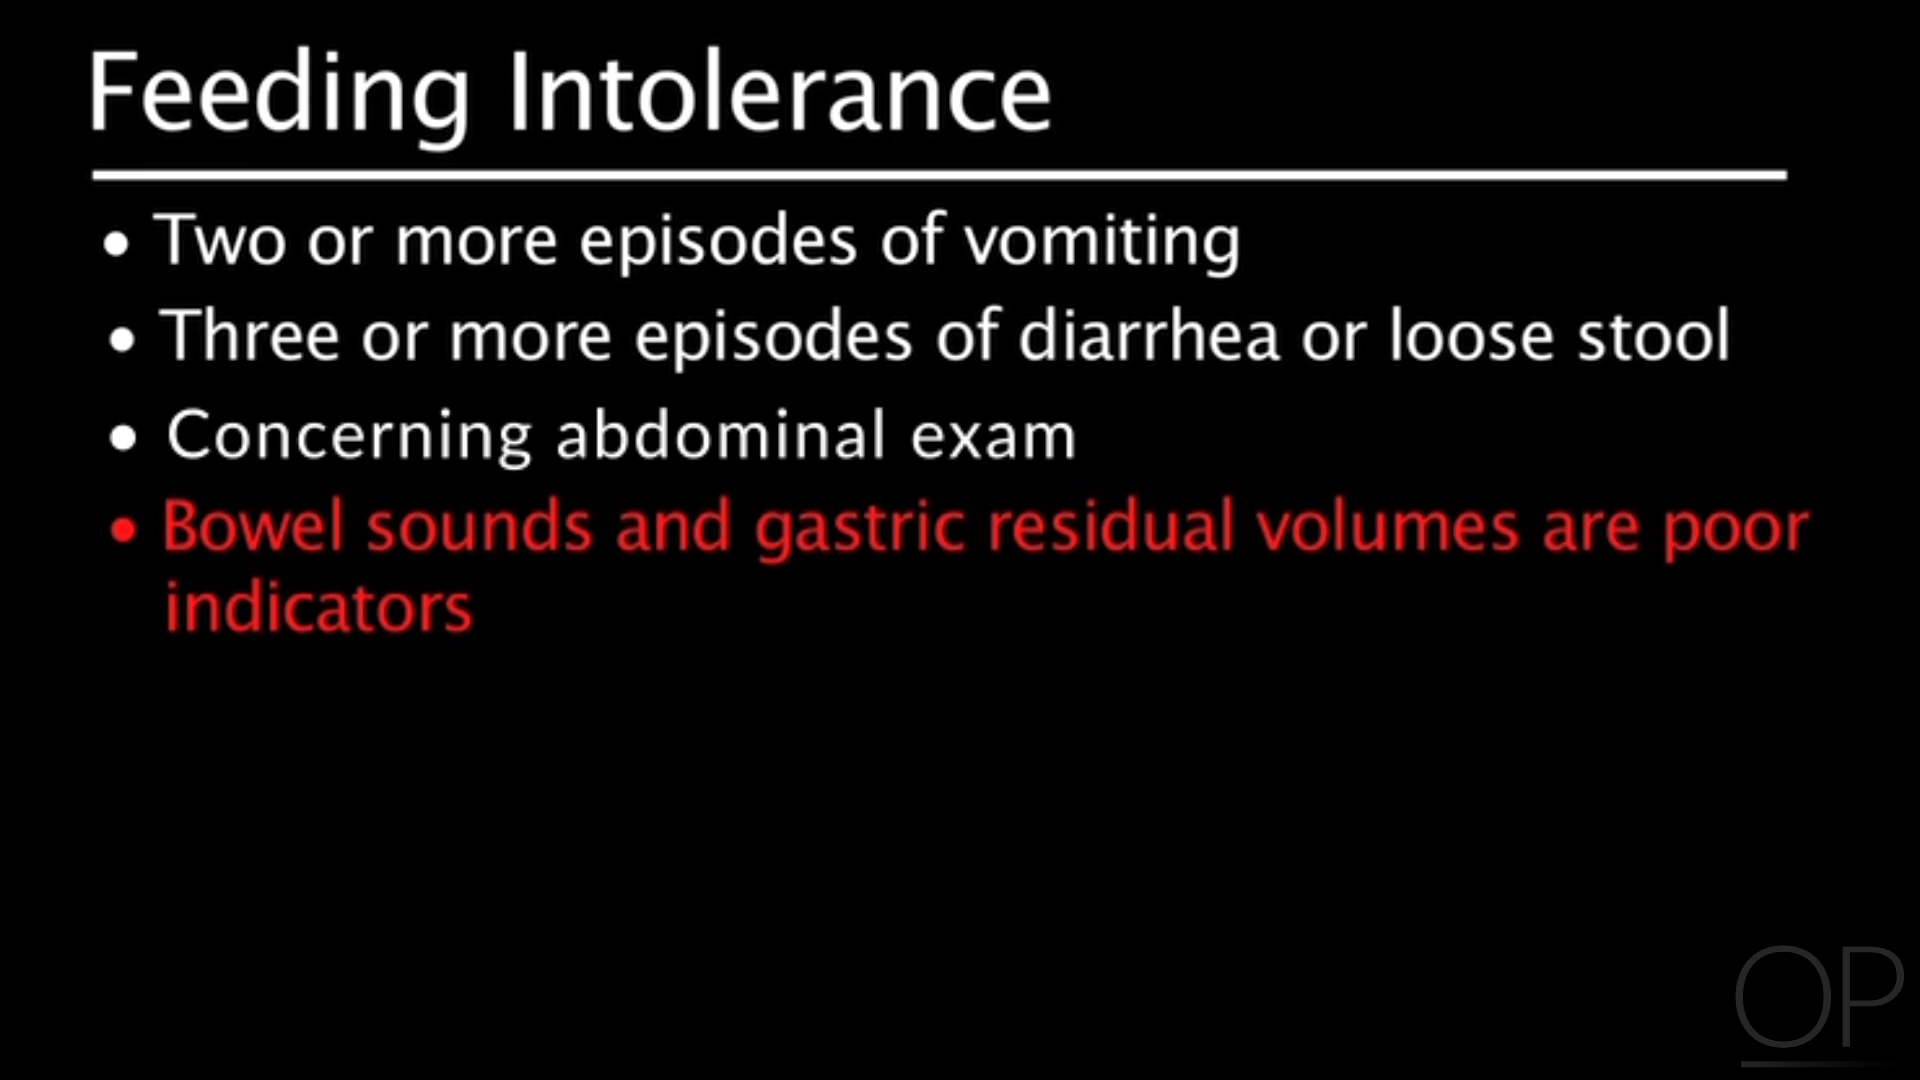 Feeding Intolerance
• Two or more episodes of vomiting
• Three or more episodes of diarrhea or loose stool
• Concerning abdominal exam
• Bowel sounds and gastric residual volumes are poor
indicators
OP